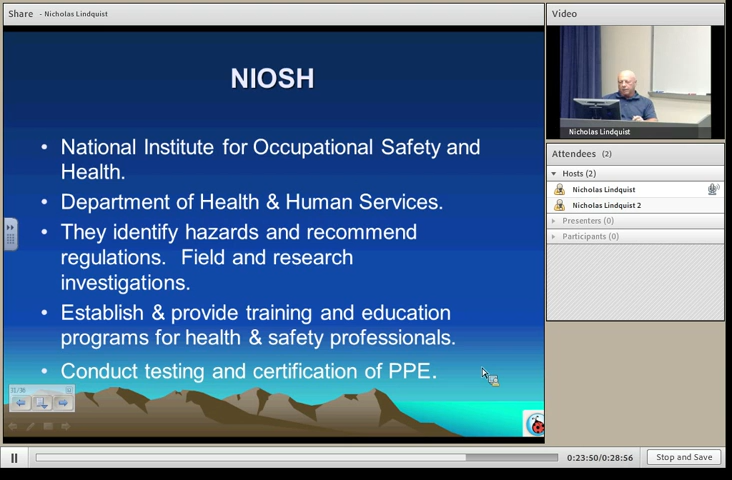 Share - Nicholas Lindquist
NIOSH
• National Institute for Occupational Safety and
Health.
• Department of Health & Human Services.
• They identify hazards and recommend
regulations. Field and research
investigations.
• Establish & provide training and education
programs for health & safety professionals.
• Conduct testing and certification of PPE.
31/36
Video
Nicholas Lindquist
Attendees (2)
Hosts (2)
Nicholas Lindquist
Nicholas Lindquist 2
Presenters (0)
Participants (0)
0:23:50/0:28:56
Stop and Save